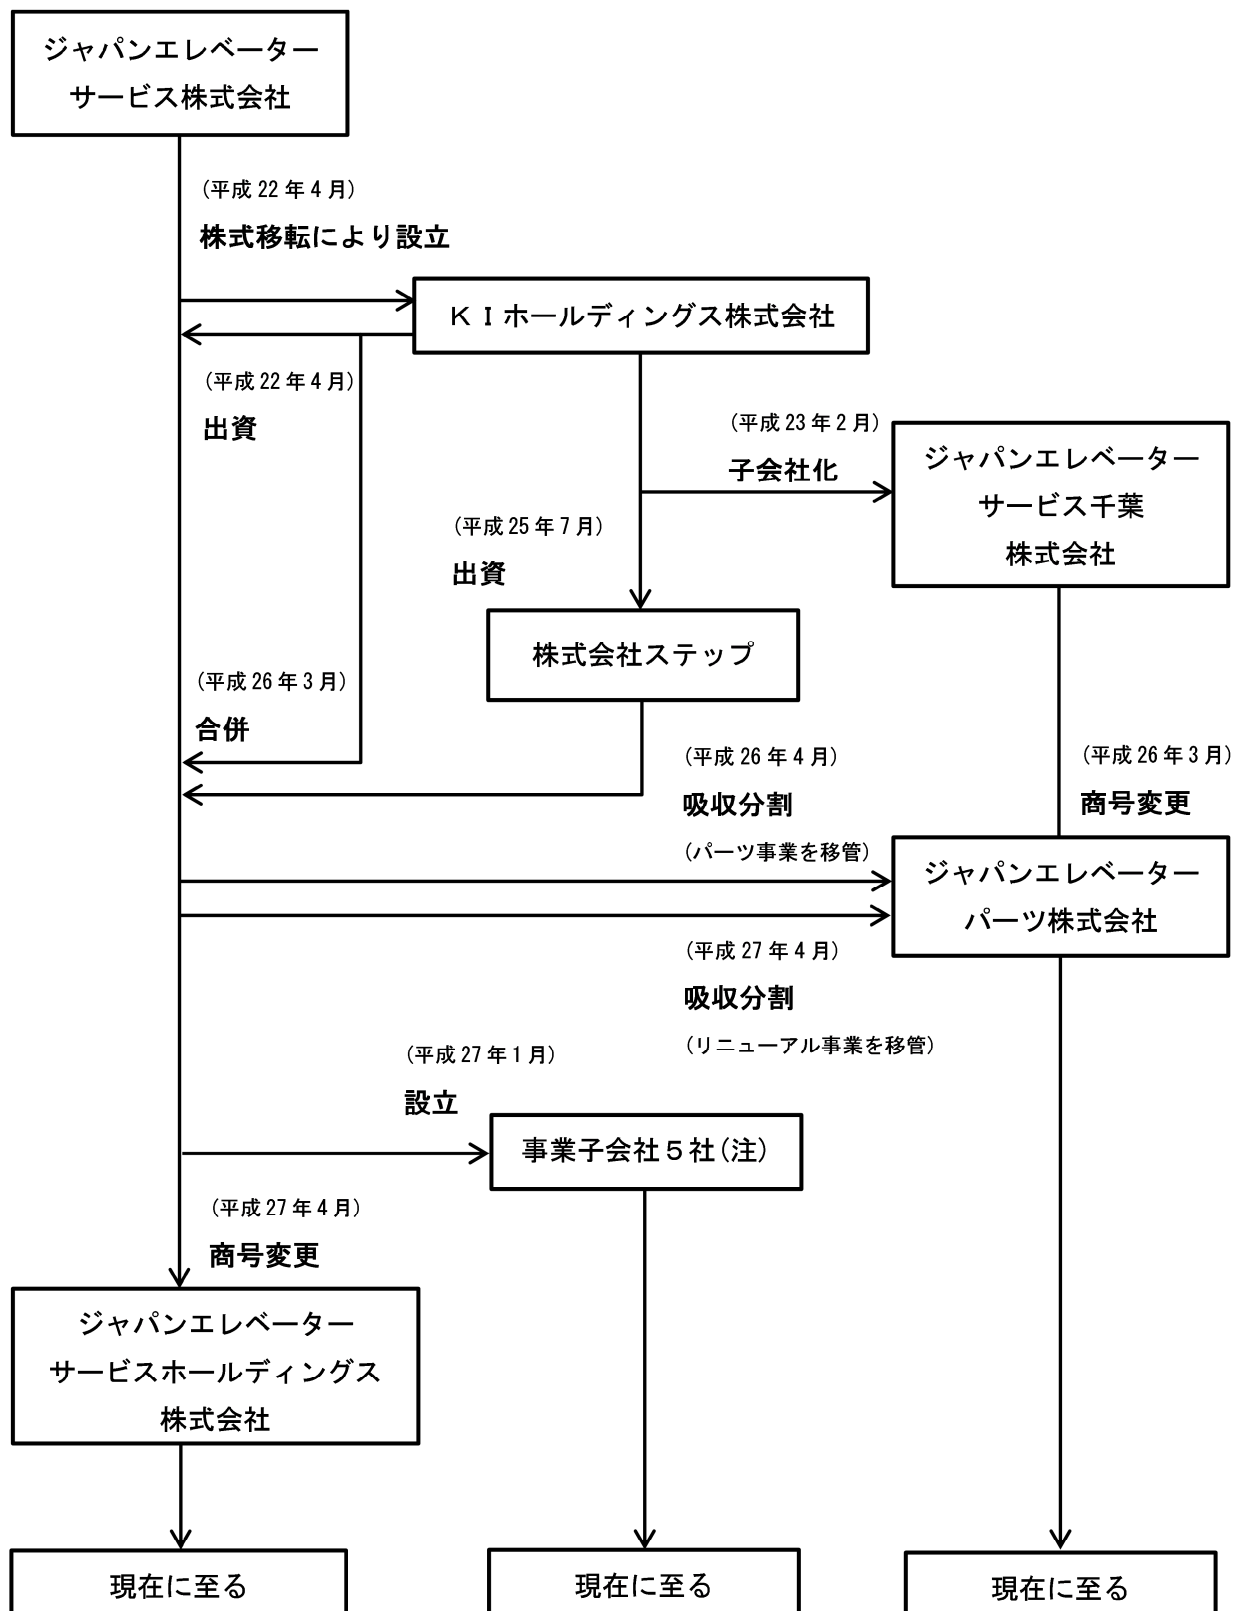 ジャパンエレベーター
サービス株式会社
(平成22年4月)
株式移転により設立
ＫＩホールディングス株式会社
(平成22年4月)
出資
(平成23年2月)
子会社化
ジャパンエレベーター
サービス千葉
株式会社
(平成25年7月)
出資
株式会社ステップ
(平成26年3月)
合併
(平成26年4月)
吸収分割
(パーツ事業を移管)
(平成26年3月)
商号変更
ジャパンエレベーター
パーツ株式会社
(平成27年4月)
吸収分割
(リニューアル事業を移管)
(平成27年1月)
設立
事業子会社５社(注)
(平成27年4月)
商号変更
ジャパンエレベーター
サービスホールディングス
株式会社
現在に至る
現在に至る
現在に至る